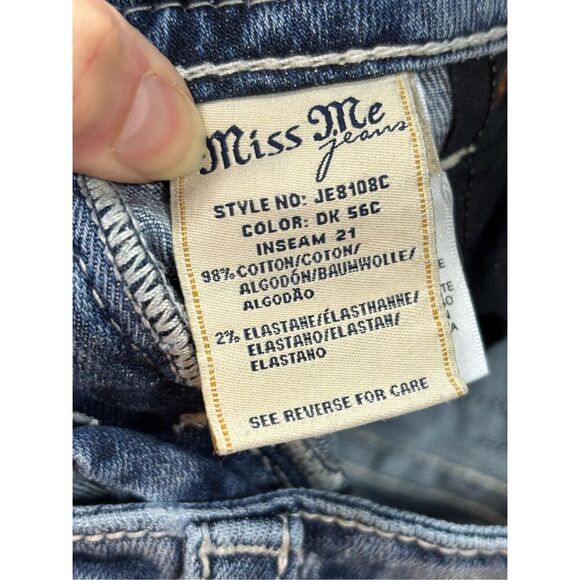 Miss Me
jeans
STYLE NO: JE8108C
COLOR: DK 56C
INSEAM 21
98% COTTON/COTON/
ALGODÓN/BAUMWOLLE/
ALGODÃO
2% ELASTANE/ÉLASTHANNE/
ELASTANO/ELASTAN/
ELASTANO
SEE REVERSE FOR CARE